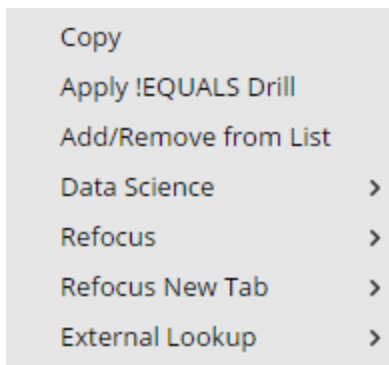 Copy
Apply !EQUALS Drill
Add/Remove from List
Data Science
Refocus
Refocus New Tab
External Lookup